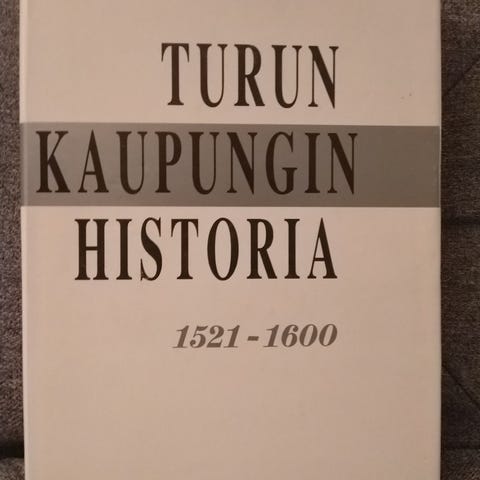 TURUN
KAUPUNGIN
HISTORIA
1521-1600